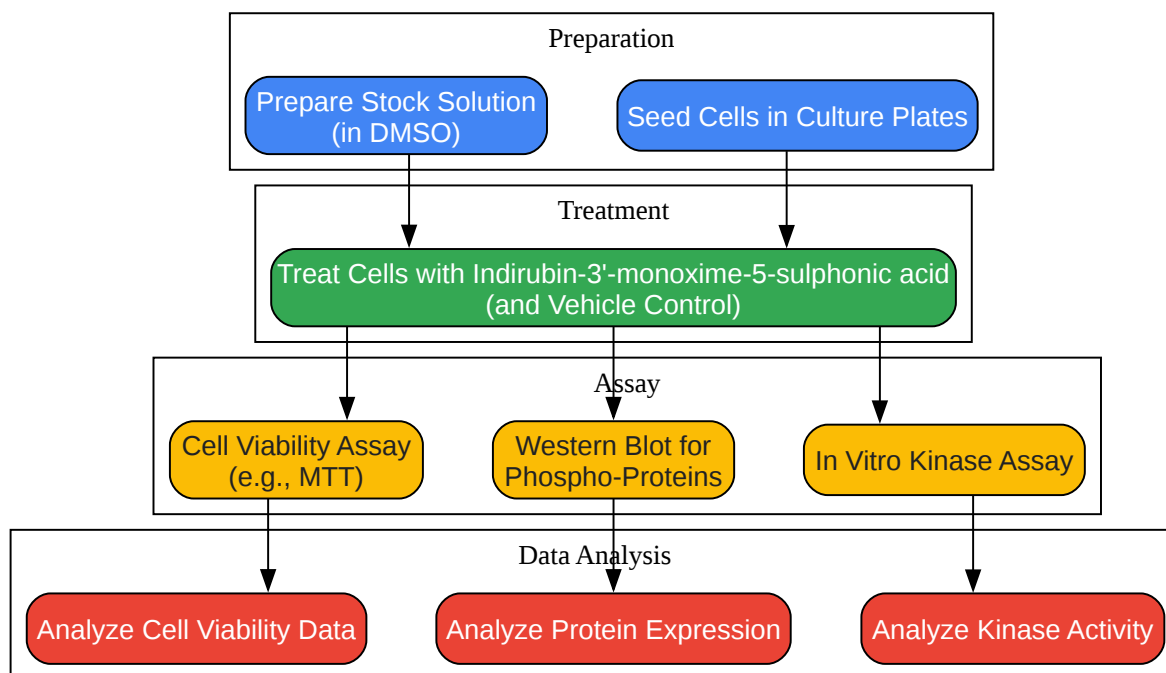 Preparation
Prepare Stock Solution
(in DMSO)
Seed Cells in Culture Plates
Treatment
Treat Cells with Indirubin-3'-monoxime-5-sulphonic acid
(and Vehicle Control)
Assay
Cell Viability Assay
(e.g., MTT)
Western Blot for
Phospho-Proteins
In Vitro Kinase Assay
Data Analysis
Analyze Cell Viability Data
Analyze Protein Expression
Analyze Kinase Activity